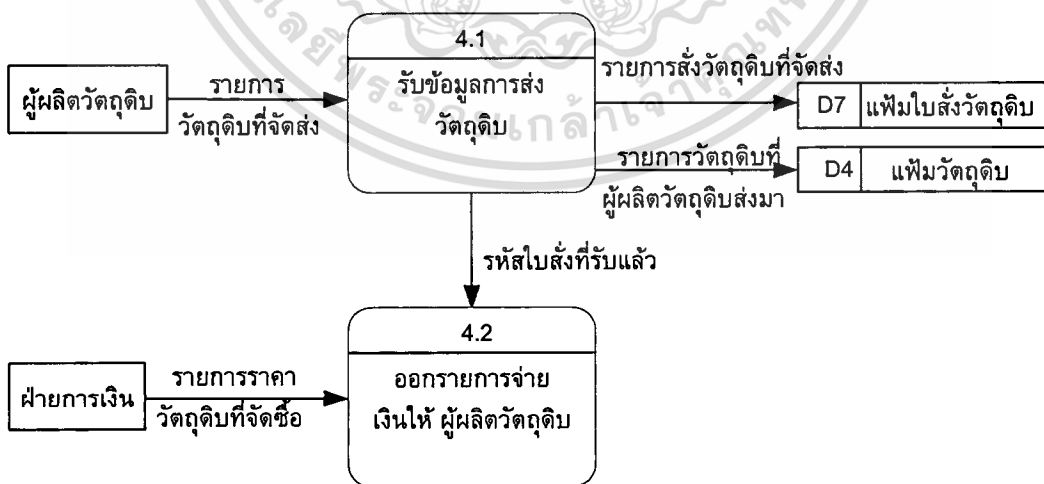 4.1
ผู้ผลิตวัตถุดิบ
รายการ
วัตถุดิบที่จัดส่ง
รับข้อมูลการส่ง
วัตถุดิบ
รายการสั่งวัตถุดิบที่จัดส่ง
D7 แฟ้มใบสั่งวัตถุดิบ
รายการวัตถุดิบที่
ผู้ผลิตวัตถุดิบส่งมา
D4 แฟ้มวัตถุดิบ
รหัสใบสั่งที่รับแล้ว
4.2
ฝ่ายการเงิน
รายการราคา
วัตถุดิบที่จัดซื้อ
ออกรายการจ่าย
เงินให้ ผู้ผลิตวัตถุดิบ